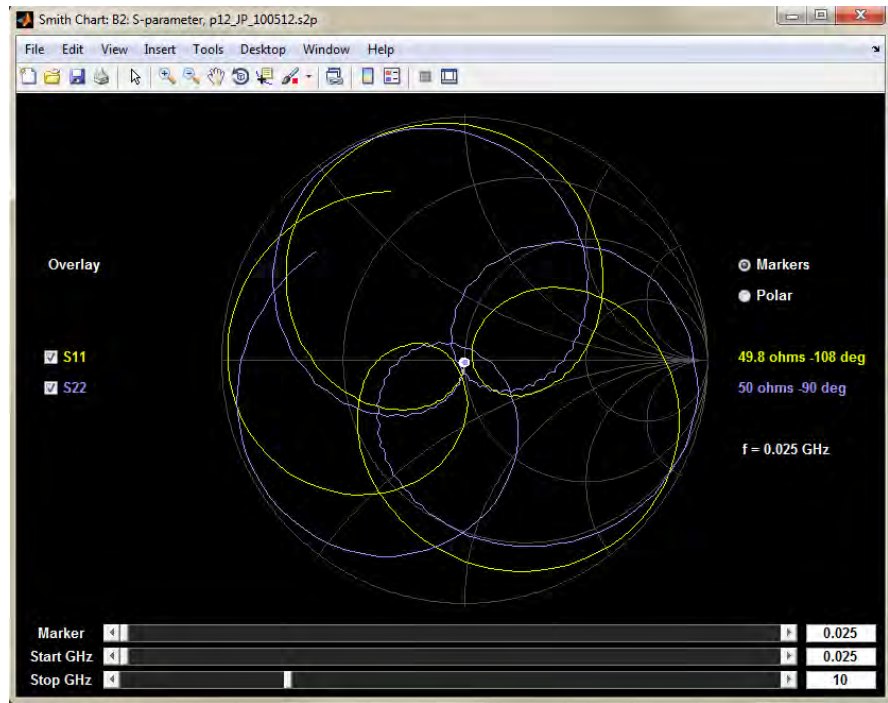 Smith Chart: B2: S-parameter, p12_JP_100512.s2p
File Edit View Insert Tools Desktop Window Help
Overlay
Markers
Polar
S11
49.8 ohms -108 deg
S22
50 ohms -90 deg
f = 0.025 GHz
Marker 0.025
Start GHz 0.025
Stop GHz 10